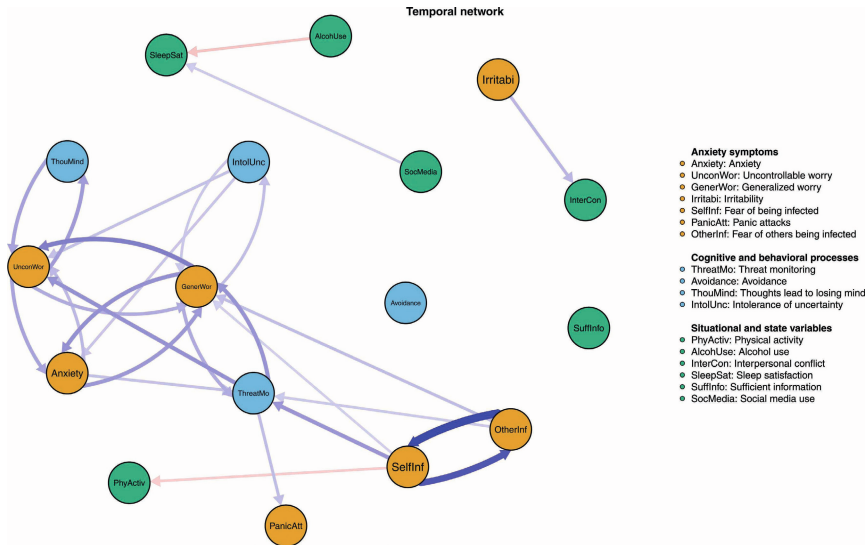 Temporal network
AlcohUse
SleepSat
Irritabi
ThouMind
IntolUnc
SocMedia
InterCon
UnconWor
GenerWor
Avoidance
SuffInfo
Anxiety
ThreatMo
OtherInf
SelfInf
PhyActiv
PanicAtt
Anxiety symptoms
Anxiety: Anxiety
UnconWor: Uncontrollable worry
GenerWor: Generalized worry
Irritabi: Irritability
SelfInf: Fear of being infected
PanicAtt: Panic attacks
OtherInf: Fear of others being infected
Cognitive and behavioral processes
ThreatMo: Threat monitoring
Avoidance: Avoidance
ThouMind: Thoughts lead to losing mind
IntolUnc: Intolerance of uncertainty
Situational and state variables
PhyActiv: Physical activity
AlcohUse: Alcohol use
InterCon: Interpersonal conflict
SleepSat: Sleep satisfaction
SuffInfo: Sufficient information
SocMedia: Social media use